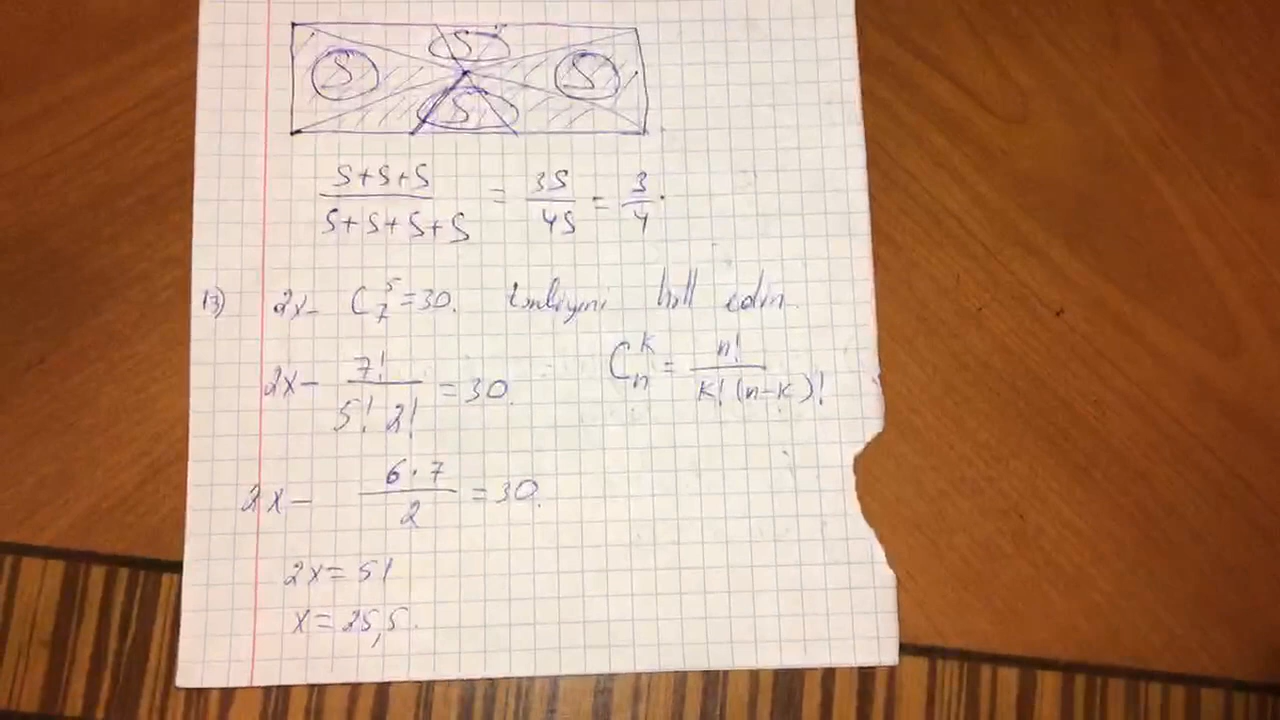 S
S S
S
S+S+S / S+S+S+S = 3S / 4S = 3 / 4.
13) 2x - C₇⁵ = 30. tənliyini həll edin.
2x - 7! / 5! 2! = 30. Cₙᵏ = n! / k! (n-k)!
2x - 6·7 / 2 = 30.
2x = 51
x = 25,5.